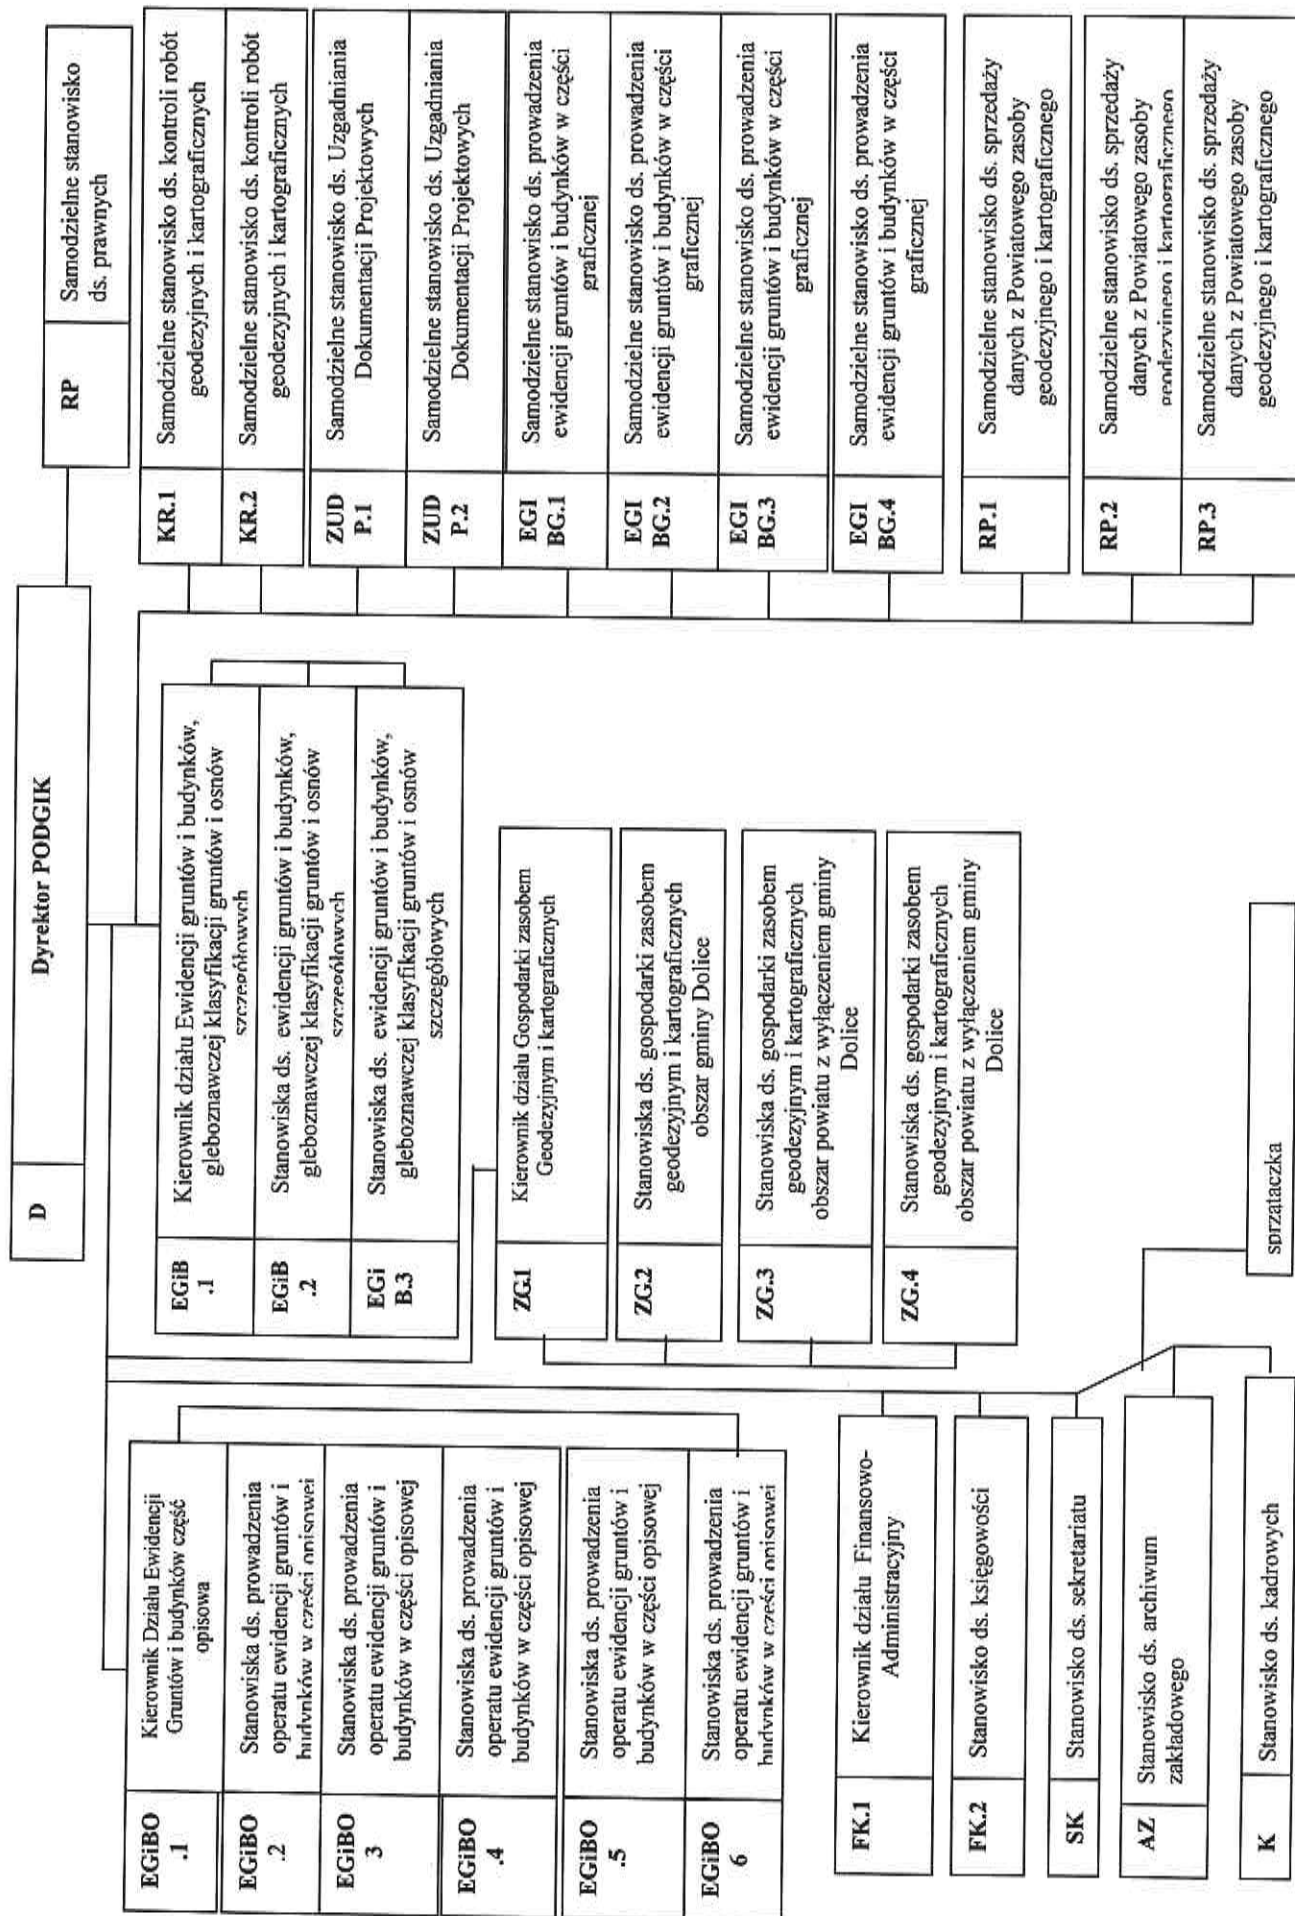 D
Dyrektor PODGIK
RP
Samodzielne stanowisko
ds. prawnych
EGiBO
.1
Kierownik Działu Ewidencji
Gruntów i budynków część
opisowa
EGiBO
.2
Stanowiska ds. prowadzenia
operatu ewidencji gruntów i
budynków w części opisowej
EGiBO
3
Stanowiska ds. prowadzenia
operatu ewidencji gruntów i
budynków w części opisowej
EGiBO
.4
Stanowiska ds. prowadzenia
operatu ewidencji gruntów i
budynków w części opisowej
EGiBO
.5
Stanowiska ds. prowadzenia
operatu ewidencji gruntów i
budynków w części opisowej
EGiBO
6
Stanowiska ds. prowadzenia
operatu ewidencji gruntów i
budynków w części opisowej
FK.1
Kierownik działu Finansowo-
Administracyjny
FK.2
Stanowisko ds. księgowości
SK
Stanowisko ds. sekretariatu
AZ
Stanowisko ds. archiwum
zakładowego
K
Stanowisko ds. kadrowych
EGiB
.1
Kierownik działu Ewidencji gruntów i budynków,
gleboznawczej klasyfikacji gruntów i osnów
szczegółowych
EGiB
.2
Stanowiska ds. ewidencji gruntów i budynków,
gleboznawczej klasyfikacji gruntów i osnów
szczegółowych
EGi
B.3
Stanowiska ds. ewidencji gruntów i budynków,
gleboznawczej klasyfikacji gruntów i osnów
szczegółowych
ZG.1
Kierownik działu Gospodarki zasobem
Geodezyjnym i kartograficznych
ZG.2
Stanowiska ds. gospodarki zasobem
geodezyjnym i kartograficznych
obszar gminy Dolice
ZG.3
Stanowiska ds. gospodarki zasobem
geodezyjnym i kartograficznych
obszar powiatu z wyłączeniem gminy
Dolice
ZG.4
Stanowiska ds. gospodarki zasobem
geodezyjnym i kartograficznych
obszar powiatu z wyłączeniem gminy
Dolice
sprzątaczka
KR.1
Samodzielne stanowisko ds. kontroli robót
geodezyjnych i kartograficznych
KR.2
Samodzielne stanowisko ds. kontroli robót
geodezyjnych i kartograficznych
ZUD
P.1
Samodzielne stanowisko ds. Uzgadniania
Dokumentacji Projektowych
ZUD
P.2
Samodzielne stanowisko ds. Uzgadniania
Dokumentacji Projektowych
EGI
BG.1
Samodzielne stanowisko ds. prowadzenia
ewidencji gruntów i budynków w części
graficznej
EGI
BG.2
Samodzielne stanowisko ds. prowadzenia
ewidencji gruntów i budynków w części
graficznej
EGI
BG.3
Samodzielne stanowisko ds. prowadzenia
ewidencji gruntów i budynków w części
graficznej
EGI
BG.4
Samodzielne stanowisko ds. prowadzenia
ewidencji gruntów i budynków w części
graficznej
RP.1
Samodzielne stanowisko ds. sprzedaży
danych z Powiatowego zasoby
geodezyjnego i kartograficznego
RP.2
Samodzielne stanowisko ds. sprzedaży
danych z Powiatowego zasoby
geodezyjnego i kartograficznego
RP.3
Samodzielne stanowisko ds. sprzedaży
danych z Powiatowego zasoby
geodezyjnego i kartograficznego